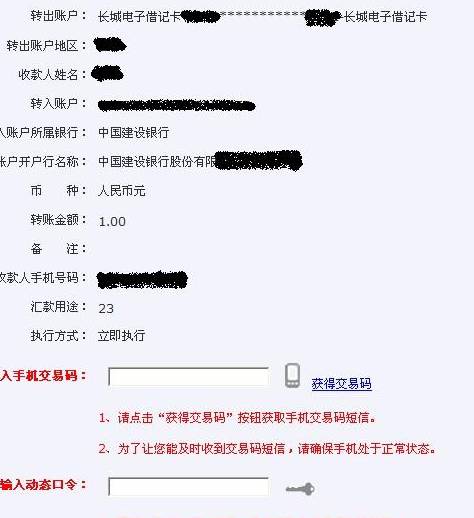 转出账户： 长城电子借记卡 ************ -长城电子借记卡
转出账户地区：
收款人姓名：
转入账户：
入账户所属银行： 中国建设银行
账户开户行名称： 中国建设银行股份有限
币 种： 人民币元
转账金额： 1.00
备 注：
收款人手机号码：
汇款用途： 23
执行方式： 立即执行
入手机交易码： 获得交易码
1、请点击“获得交易码”按钮获取手机交易码短信。
2、为了让您能及时收到交易码短信，请确保手机处于正常状态。
输入动态口令：